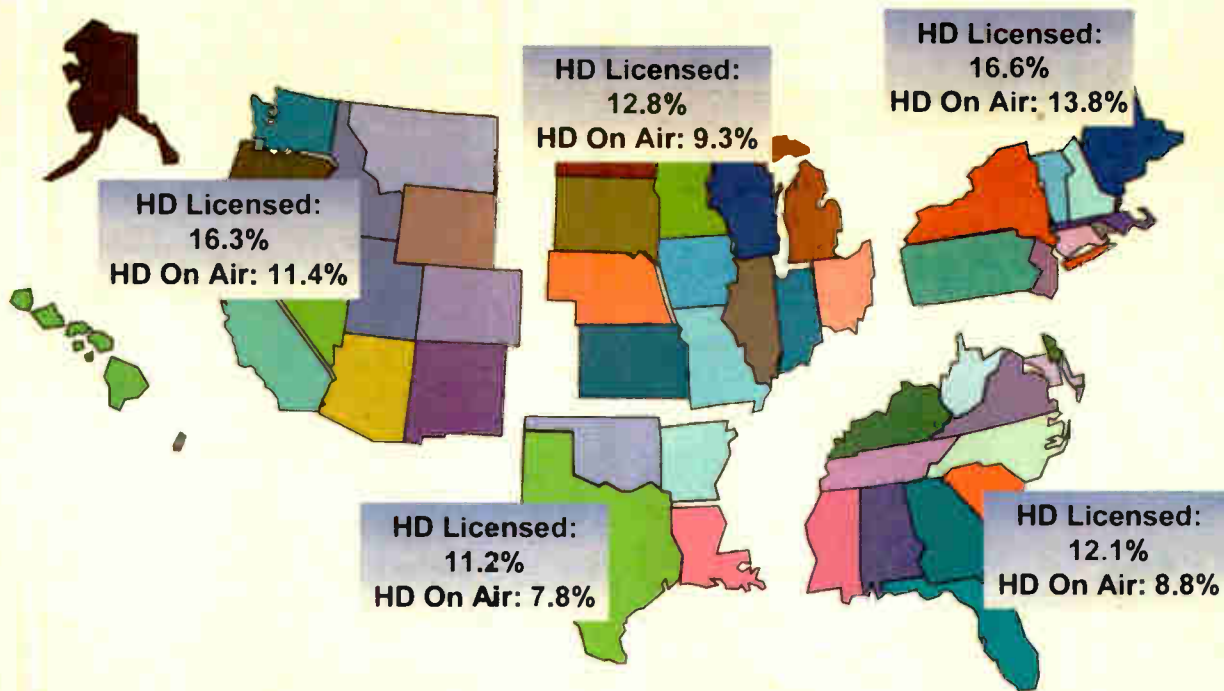 HD Licensed:
16.6%
HD On Air: 13.8%
HD Licensed:
12.8%
HD On Air: 9.3%
HD Licensed:
16.3%
HD On Air: 11.4%
HD Licensed:
11.2%
HD On Air: 7.8%
HD Licensed:
12.1%
HD On Air: 8.8%